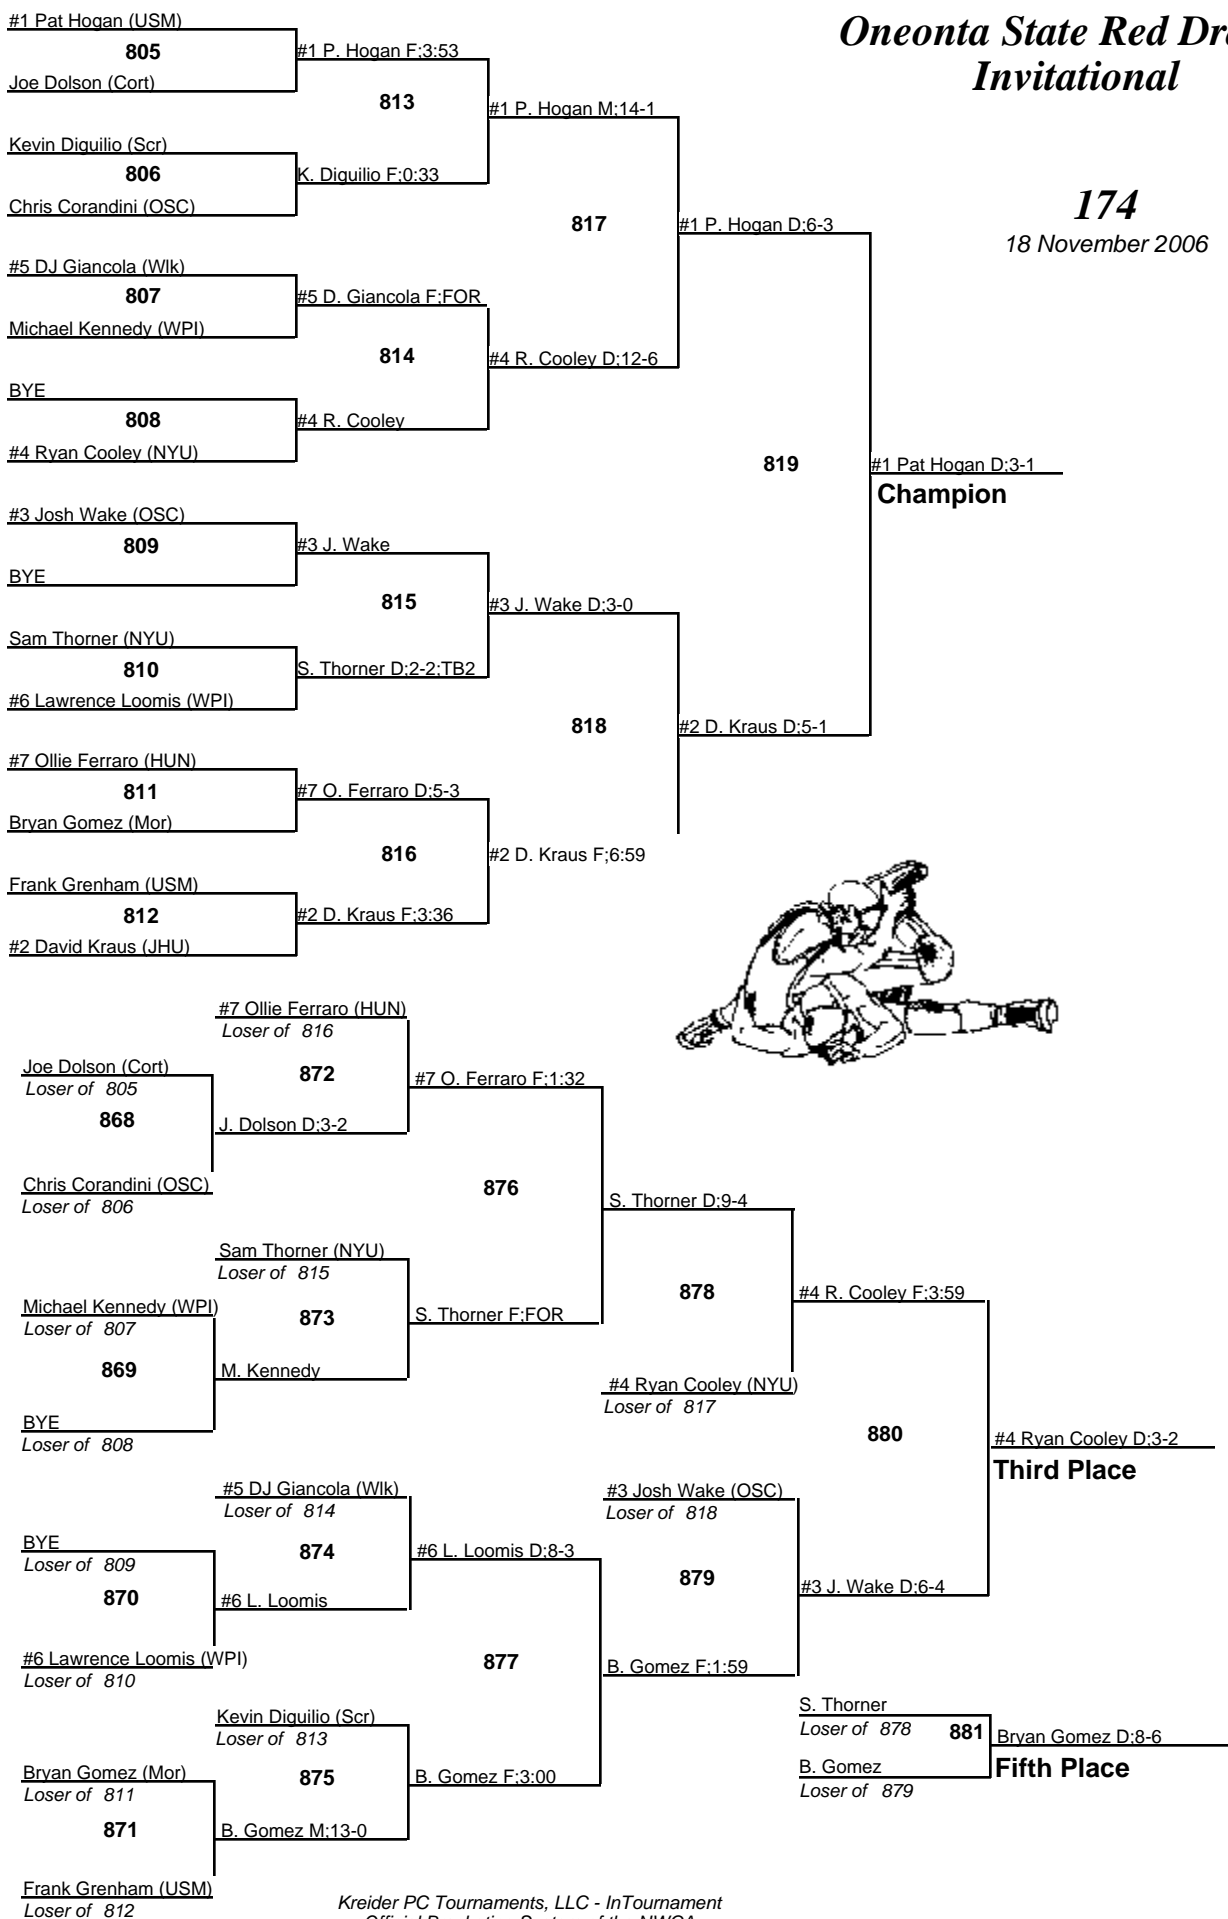 Oneonta State Red
Invitational
174
18 November 2006
#1 Pat Hogan (USM)
805
Joe Dolson (Cort)
#1 P. Hogan F;3:53
813
Kevin Diguilio (Scr)
806
Chris Corandini (OSC)
K. Diguilio F;0:33
#1 P. Hogan M;14-1
817
#5 DJ Giancola (Wlk)
807
Michael Kennedy (WPI)
#5 D. Giancola F;FOR
814
BYE
808
#4 Ryan Cooley (NYU)
#4 R. Cooley
#4 R. Cooley D;12-6
#1 P. Hogan D;6-3
819
#1 Pat Hogan D;3-1
Champion
#3 Josh Wake (OSC)
809
BYE
#3 J. Wake
815
Sam Thorner (NYU)
810
#6 Lawrence Loomis (WPI)
S. Thorner D;2-2;TB2
#3 J. Wake D;3-0
818
#2 D. Kraus D;5-1
#7 Ollie Ferraro (HUN)
811
Bryan Gomez (Mor)
#7 O. Ferraro D;5-3
816
#2 D. Kraus F;6:59
Frank Grenham (USM)
812
#2 David Kraus (JHU)
#2 D. Kraus F;3:36
#7 Ollie Ferraro (HUN)
Loser of 816
Joe Dolson (Cort)
Loser of 805
868
Chris Corandini (OSC)
Loser of 806
872
J. Dolson D;3-2
#7 O. Ferraro F;1:32
876
Sam Thorner (NYU)
Loser of 815
Michael Kennedy (WPI)
Loser of 807
869
BYE
Loser of 808
873
M. Kennedy
S. Thorner F;FOR
S. Thorner D;9-4
878
#4 Ryan Cooley (NYU)
Loser of 817
#4 R. Cooley F;3:59
880
#4 Ryan Cooley D;3-2
Third Place
#5 DJ Giancola (Wlk)
Loser of 814
BYE
Loser of 809
870
#6 Lawrence Loomis (WPI)
Loser of 810
874
#6 L. Loomis
#6 L. Loomis D;8-3
877
#3 Josh Wake (OSC)
Loser of 818
879
#3 J. Wake D;6-4
B. Gomez F;1:59
Kevin Diguilio (Scr)
Loser of 813
Bryan Gomez (Mor)
Loser of 811
871
Frank Grenham (USM)
Loser of 812
875
B. Gomez M;13-0
B. Gomez F;3:00
S. Thorner
Loser of 878
881
B. Gomez
Loser of 879
Bryan Gomez D;8-6
Fifth Place
Kreider PC Tournaments, LLC - InTournament